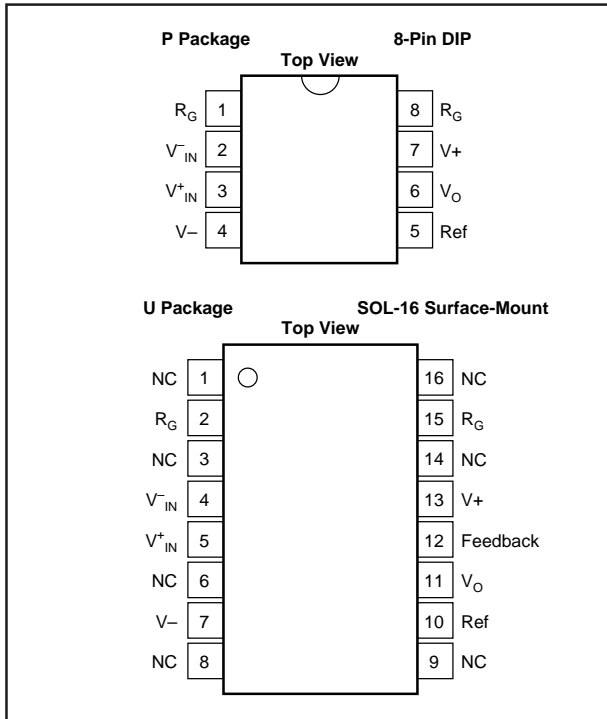 P Package 8-Pin DIP
Top View
R_G 1 8 R_G
V⁻_IN 2 7 V+
V⁺_IN 3 6 V_O
V– 4 5 Ref
U Package SOL-16 Surface-Mount
Top View
NC 1 16 NC
R_G 2 15 R_G
NC 3 14 NC
V⁻_IN 4 13 V+
V⁺_IN 5 12 Feedback
NC 6 11 V_O
V– 7 10 Ref
NC 8 9 NC